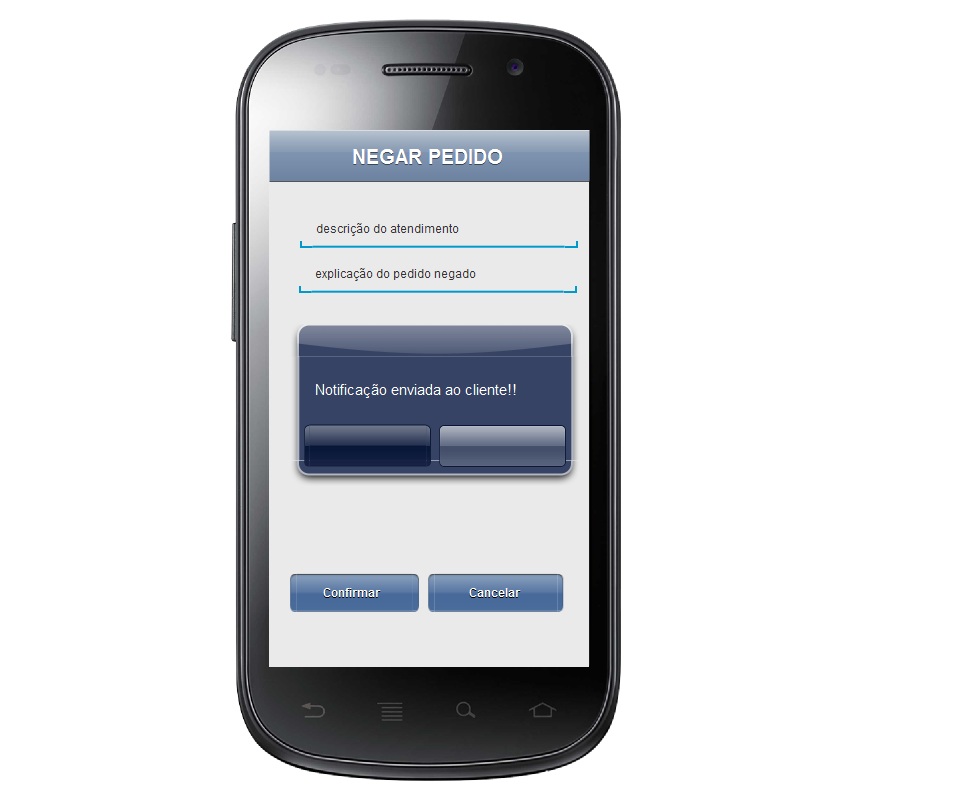 NEGAR PEDIDO
descrição do atendimento
explicação do pedido negado
Notificação enviada ao cliente!!
Confirmar
Cancelar